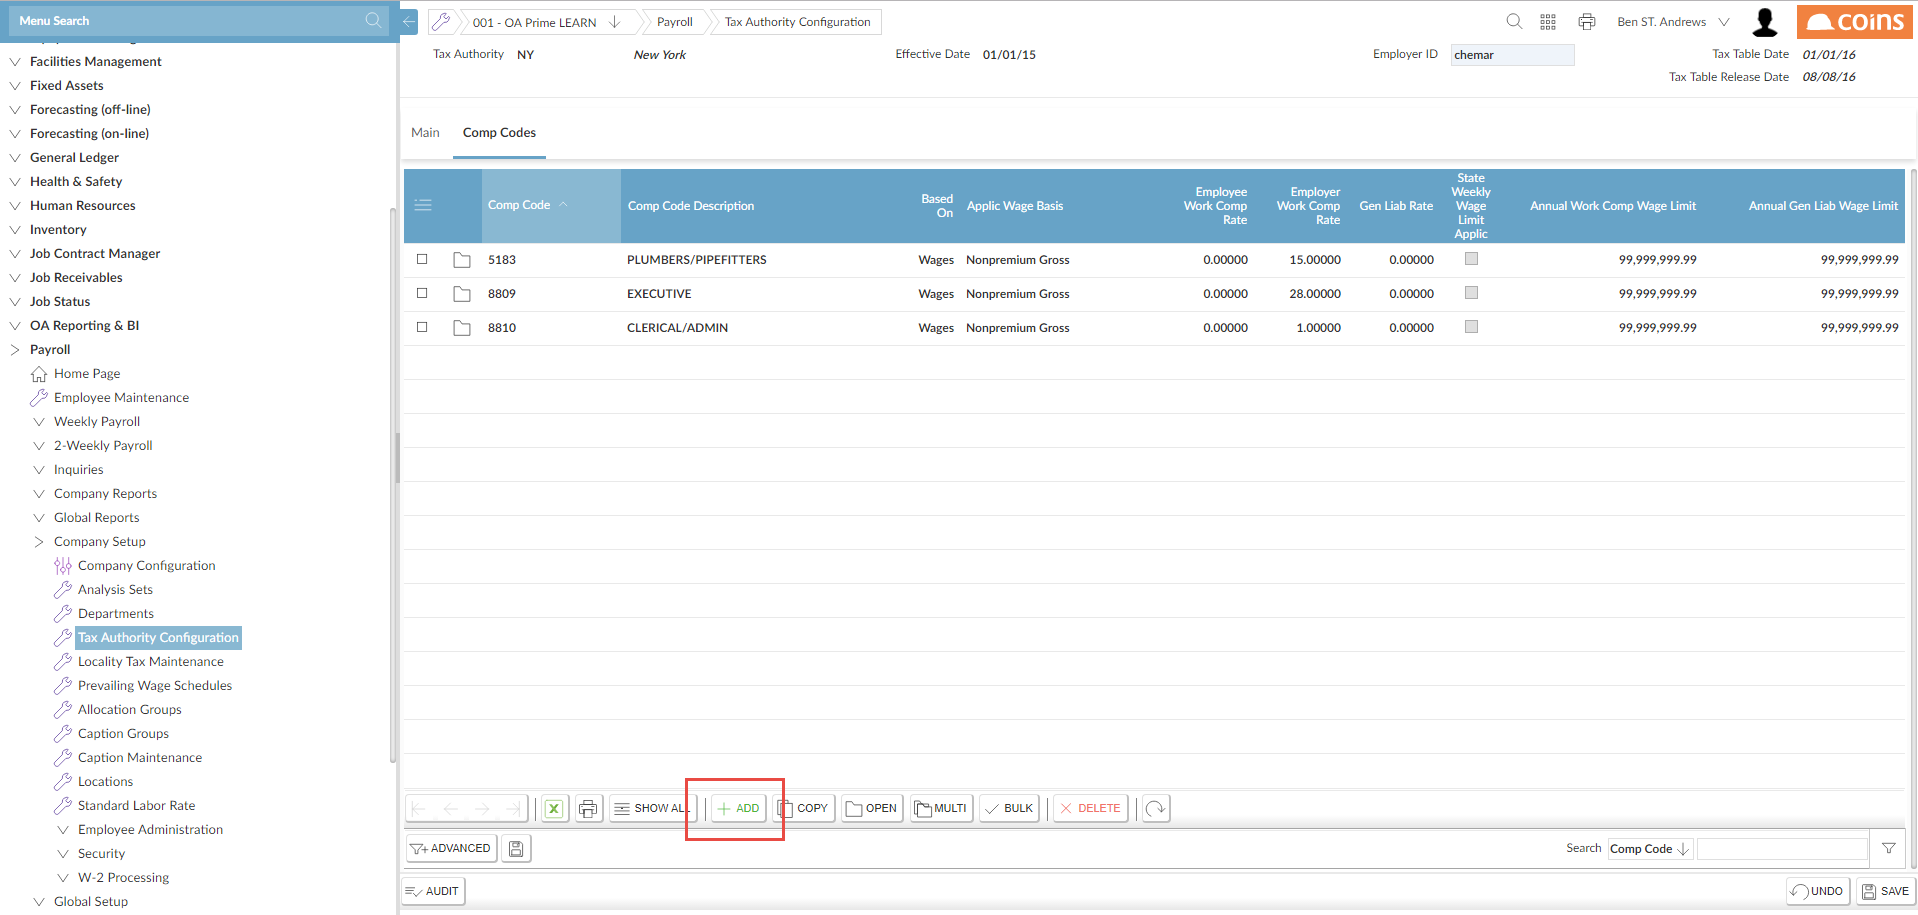 Menu Search
Facilities Management
Fixed Assets
Forecasting (off-line)
Forecasting (on-line)
General Ledger
Health & Safety
Human Resources
Inventory
Job Contract Manager
Job Receivables
Job Status
OA Reporting & BI
Payroll
Home Page
Employee Maintenance
Weekly Payroll
2-Weekly Payroll
Inquiries
Company Reports
Global Reports
Company Setup
Company Configuration
Analysis Sets
Departments
Tax Authority Configuration
Locality Tax Maintenance
Prevailing Wage Schedules
Allocation Groups
Caption Groups
Caption Maintenance
Locations
Standard Labor Rate
Employee Administration
Security
W-2 Processing
Global Setup
001 - OA Prime LEARN Payroll Tax Authority Configuration
Ben ST. Andrews
coins
Tax Authority NY New York Effective Date 01/01/15 Employer ID chemar Tax Table Date 01/01/16
Tax Table Release Date 08/08/16
Main Comp Codes
Comp Code Comp Code Description Based On Applic Wage Basis Employee Work Comp Rate Employer Work Comp Rate Gen Liab Rate State Weekly Wage Limit Applic Annual Work Comp Wage Limit Annual Gen Liab Wage Limit
5183 PLUMBERS/PIPEFITTERS Wages Nonpremium Gross 0.00000 15.00000 0.00000 99,999,999.99 99,999,999.99
8809 EXECUTIVE Wages Nonpremium Gross 0.00000 28.00000 0.00000 99,999,999.99 99,999,999.99
8810 CLERICAL/ADMIN Wages Nonpremium Gross 0.00000 1.00000 0.00000 99,999,999.99 99,999,999.99
SHOW ALL ADD COPY OPEN MULTI BULK DELETE
ADVANCED Search Comp Code
AUDIT UNDO SAVE